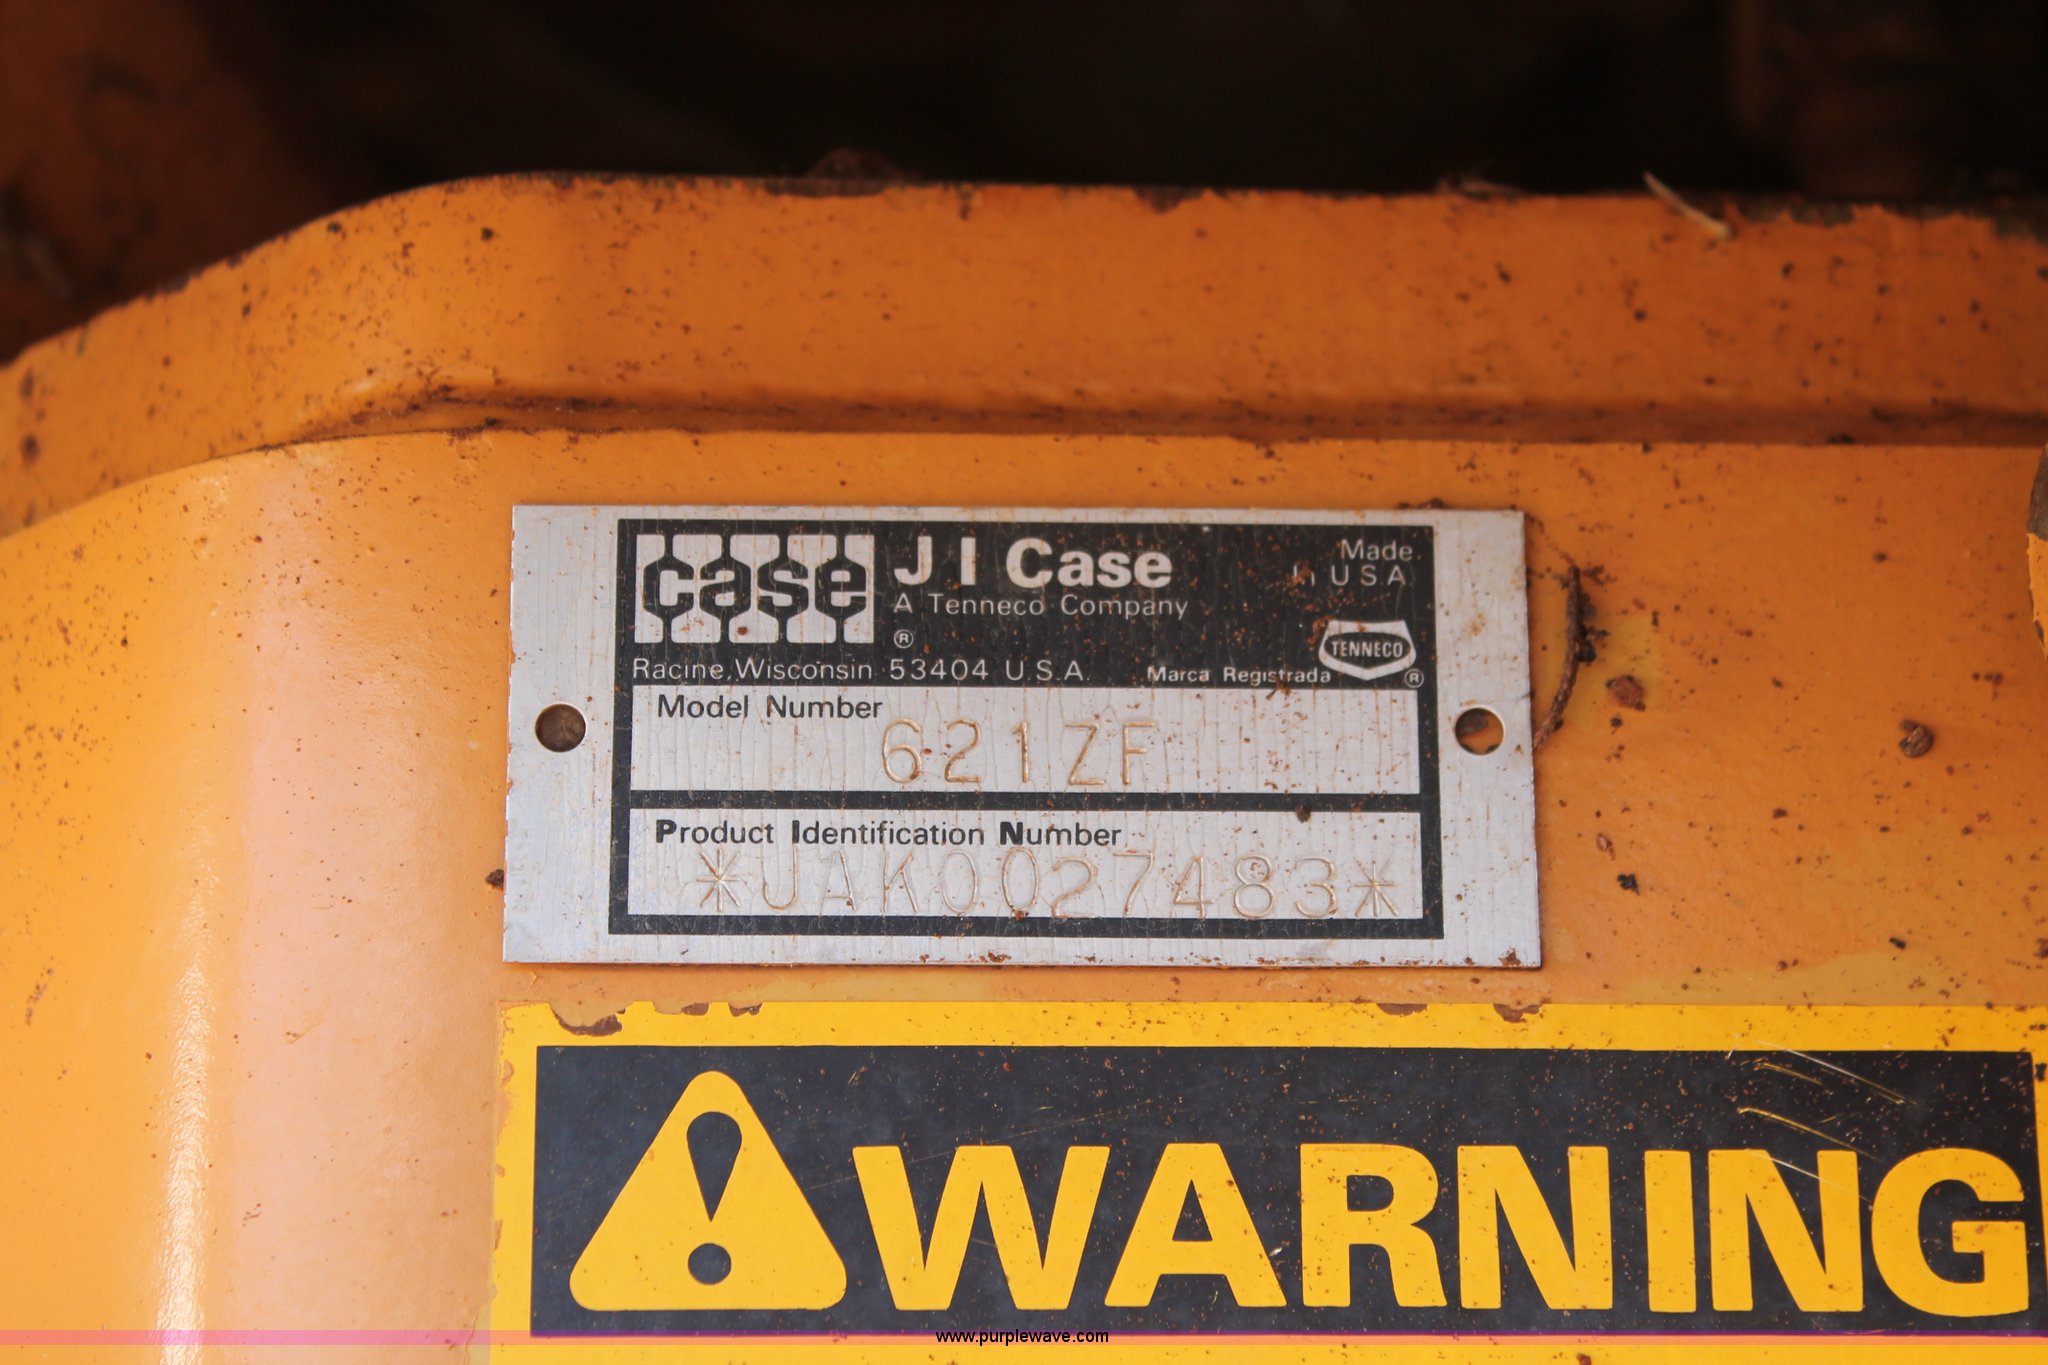 case
J I Case
A Tenneco Company
®
Made
In U.S.A.
TENNECO
®
Racine, Wisconsin 53404 U.S.A.
Marca Registrada
Model Number
621ZF
Product Identification Number
*JAK0027483*
WARNING
www.purplewave.com